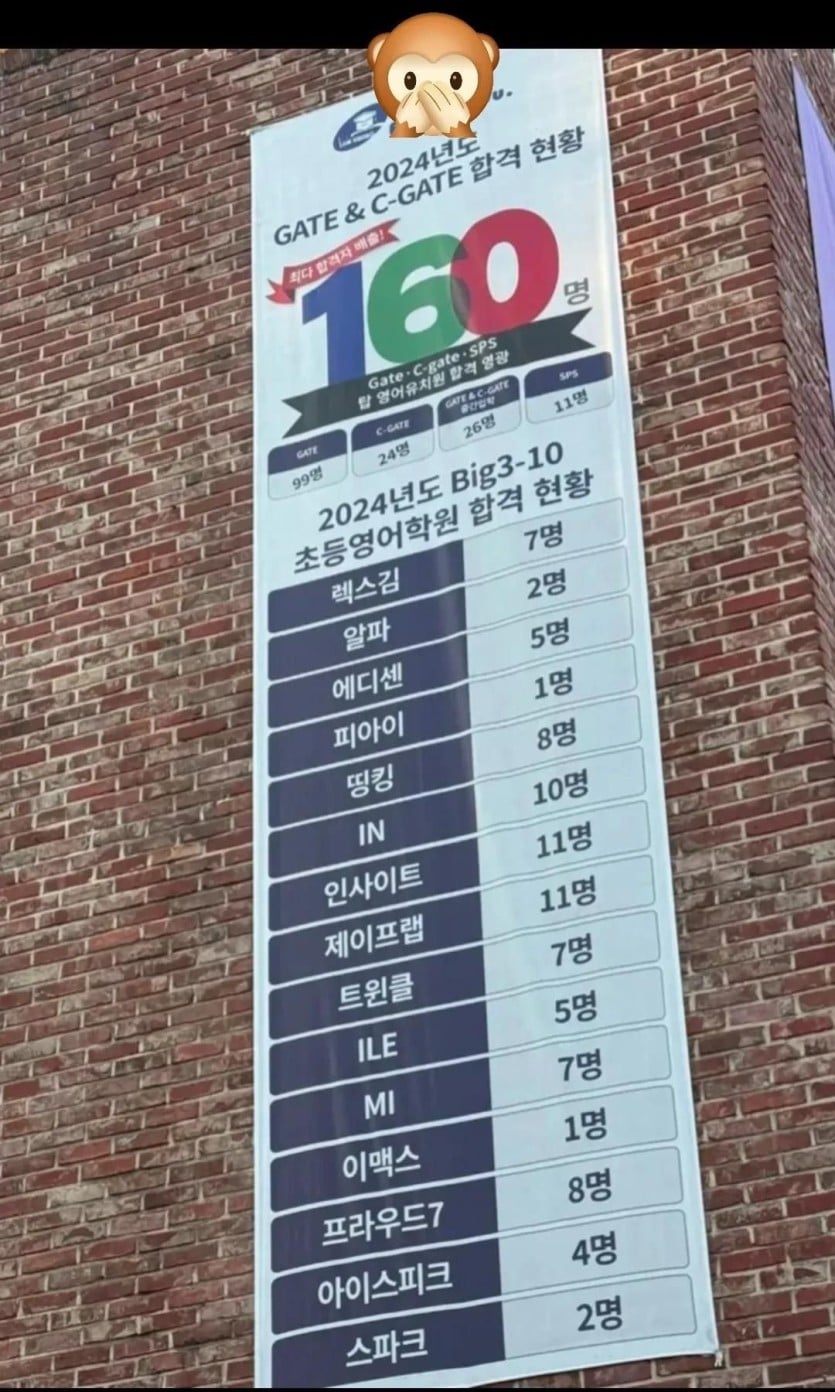 2024년도
GATE & C-GATE 합격 현황
최다 합격자 배출!
160명
Gate · C-gate · SPS
탑 영어유치원 합격 영광
GATE 99명
C-GATE 24명
GATE & C-GATE 중간입학 26명
SPS 11명
2024년도 Big3-10
초등영어학원 합격 현황
렉스김 7명
알파 2명
에디센 5명
피아이 1명
띵킹 8명
IN 10명
인사이트 11명
제이프랩 11명
트윈클 7명
ILE 5명
MI 7명
이맥스 1명
프라우드7 8명
아이스피크 4명
스파크 2명